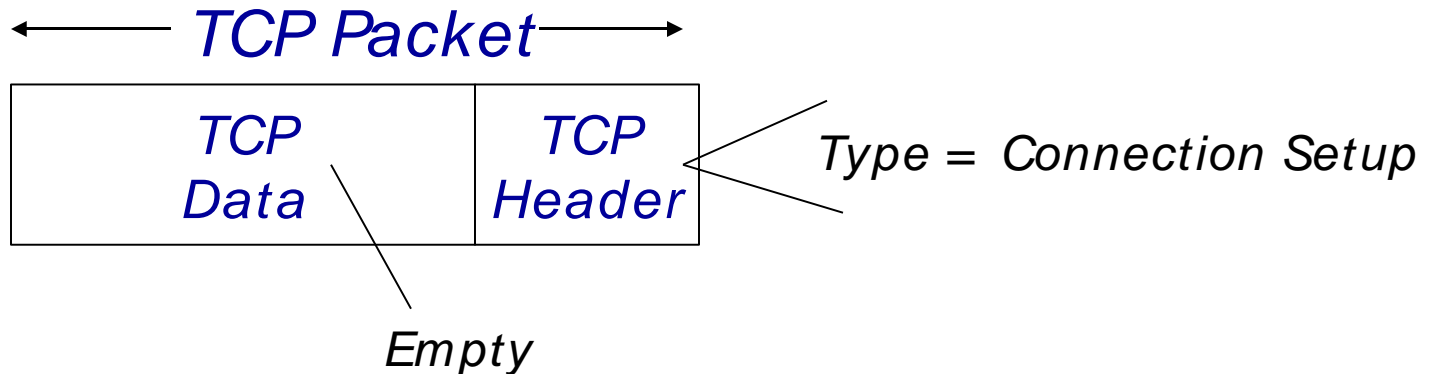 TCP Packet
TCP
Data
TCP
Header
Type = Connection Setup
Empty